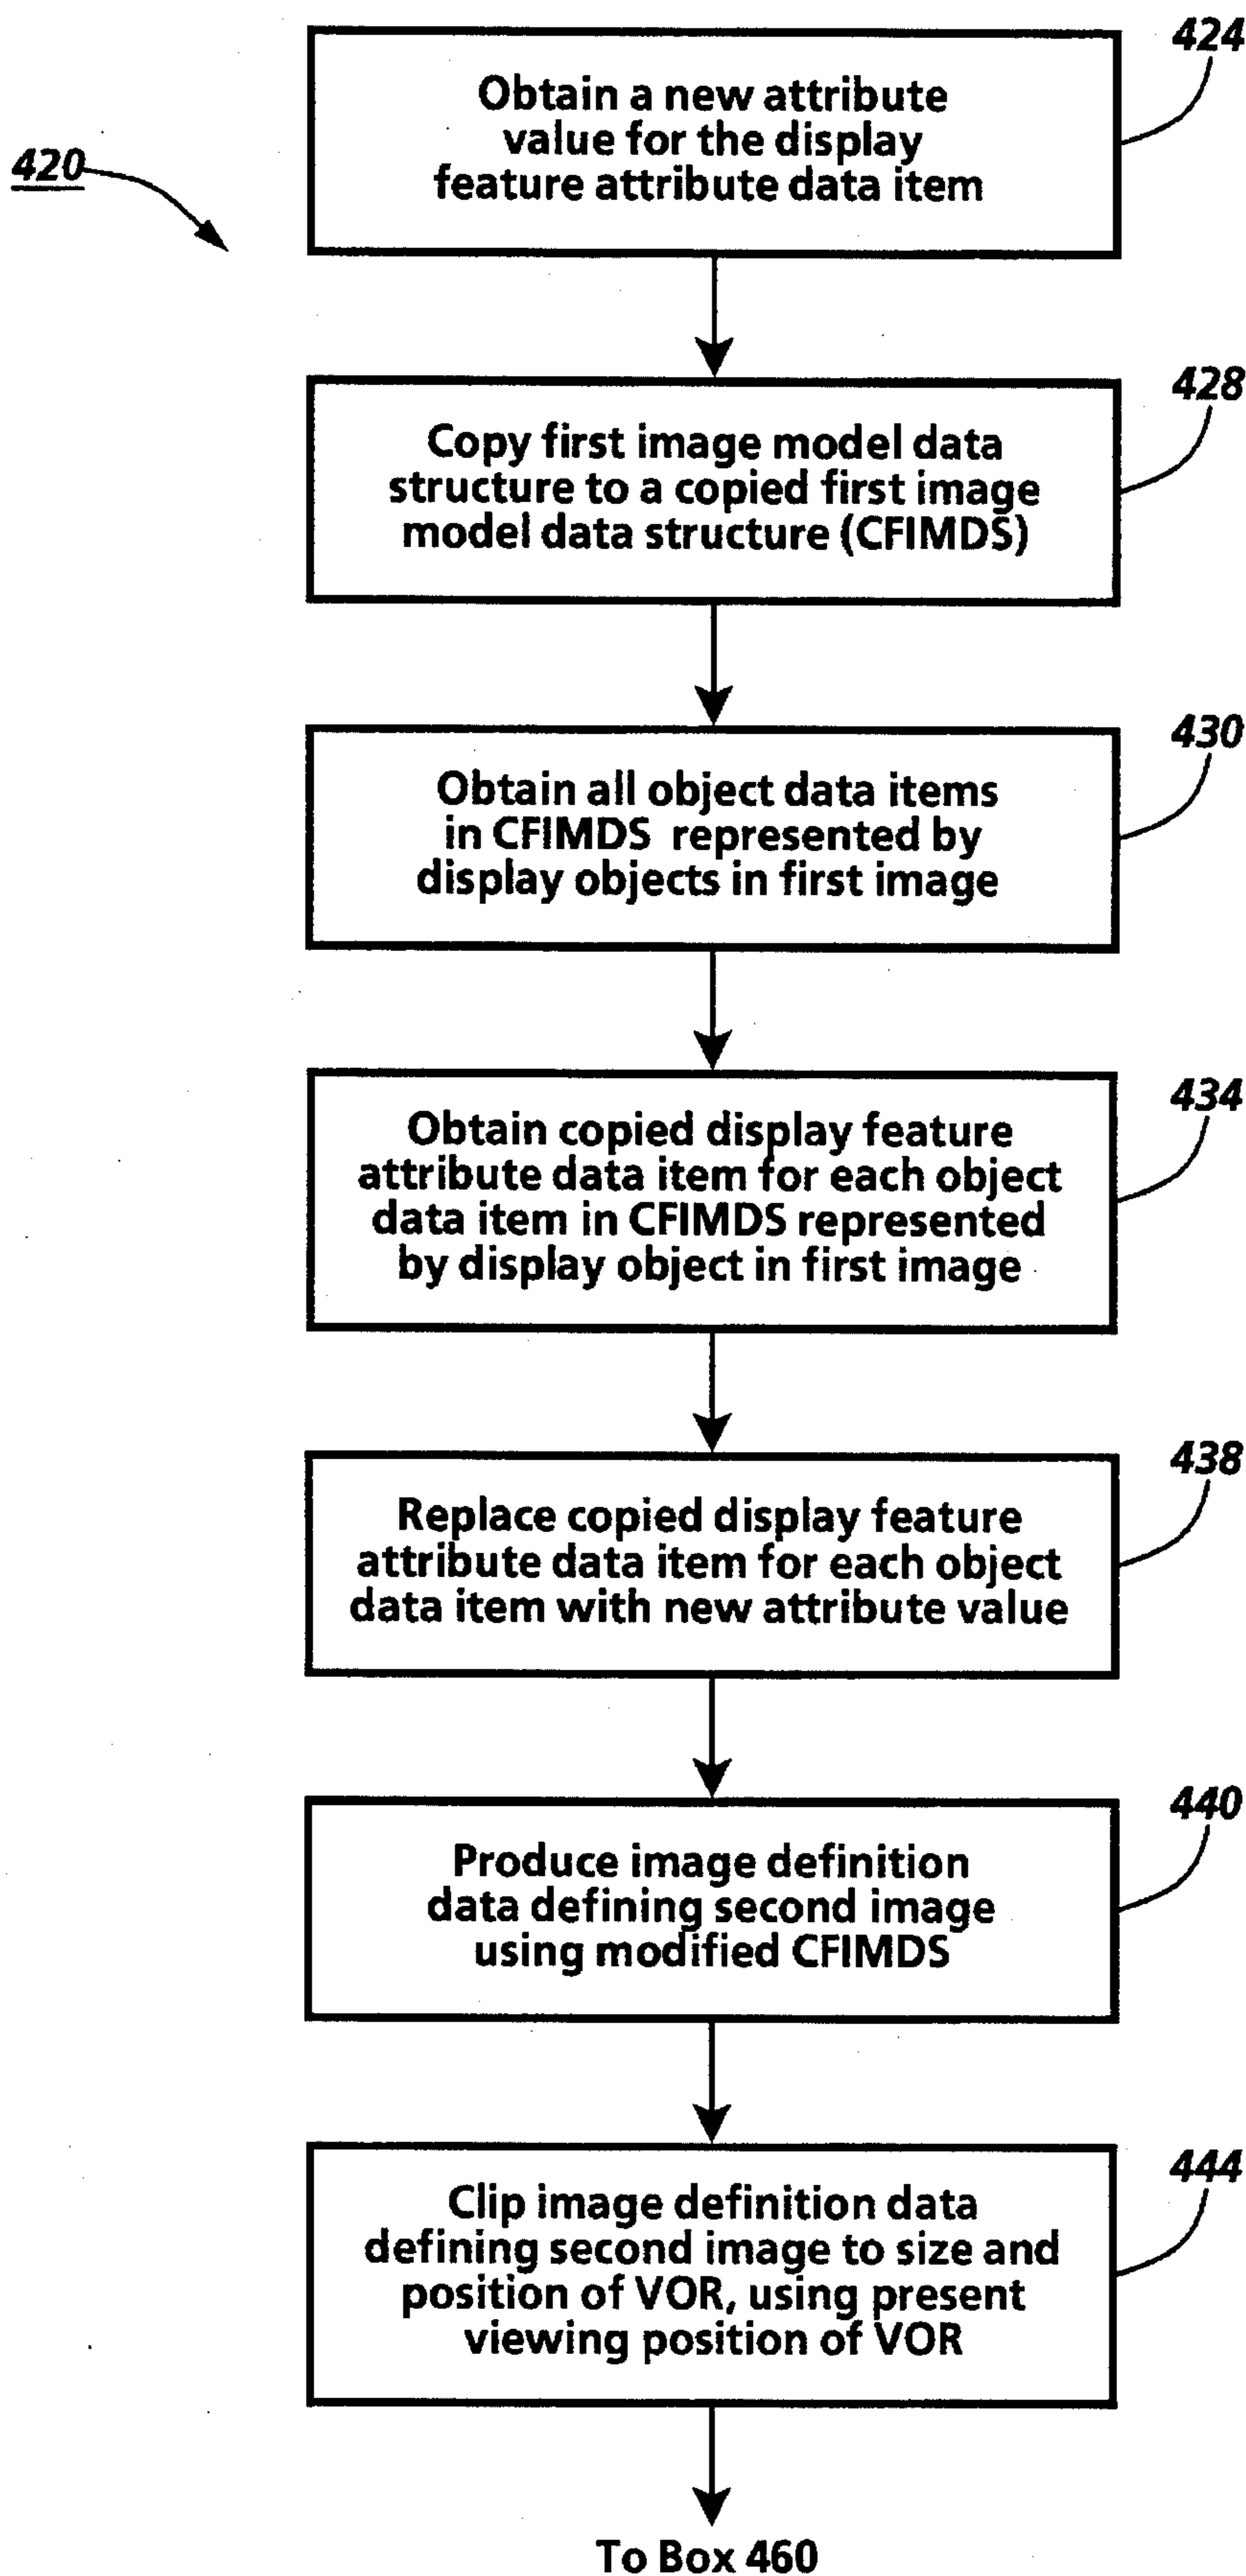 424
Obtain a new attribute
value for the display
feature attribute data item
420
428
Copy first image model data
structure to a copied first image
model data structure (CFIMDS)
430
Obtain all object data items
in CFIMDS represented by
display objects in first image
434
Obtain copied display feature
attribute data item for each object
data item in CFIMDS represented
by display object in first image
438
Replace copied display feature
attribute data item for each object
data item with new attribute value
440
Produce image definition
data defining second image
using modified CFIMDS
444
Clip image definition data
defining second image to size and
position of VOR, using present
viewing position of VOR
To Box 460